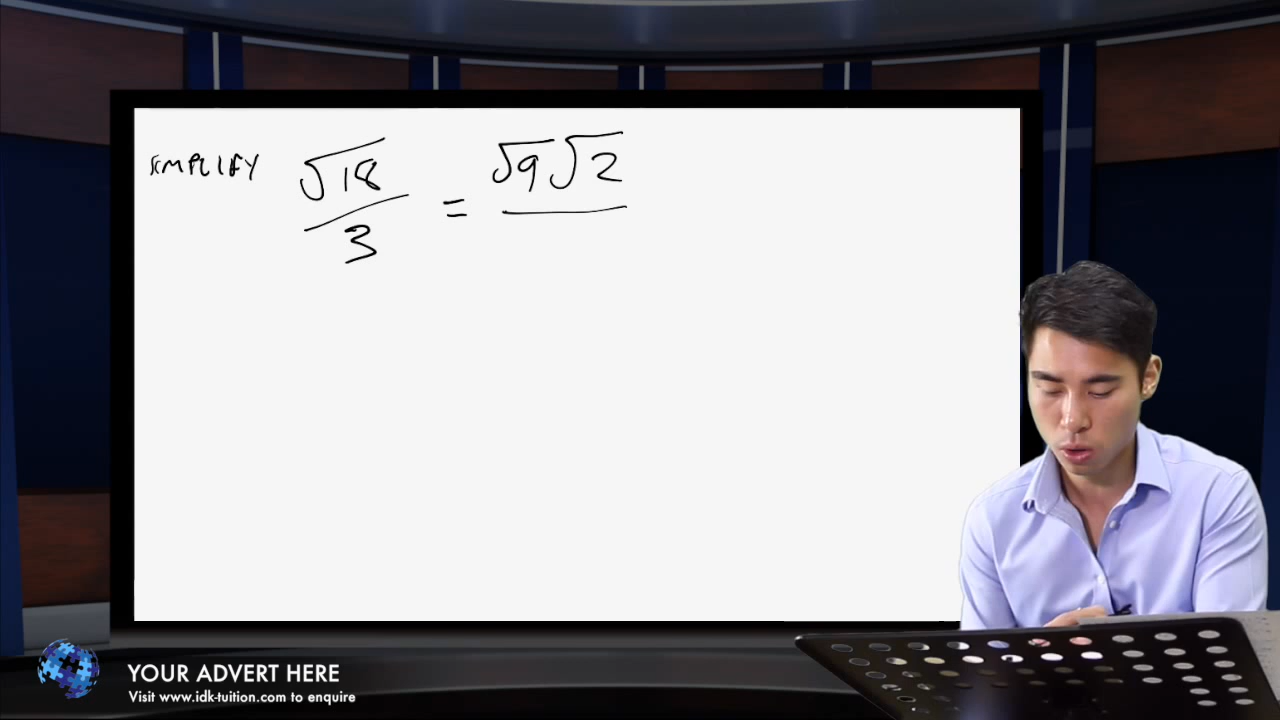 SIMPLIFY √18/3 = √9√2
YOUR ADVERT HERE
Visit www.idk-tuition.com to enquire